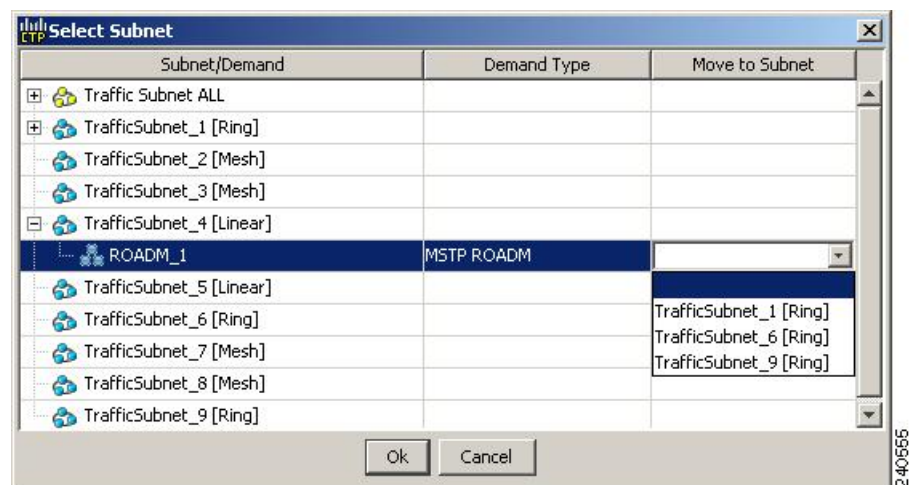 CTP Select Subnet
Subnet/Demand Demand Type Move to Subnet
Traffic Subnet ALL
TrafficSubnet_1 [Ring]
TrafficSubnet_2 [Mesh]
TrafficSubnet_3 [Mesh]
TrafficSubnet_4 [Linear]
ROADM_1 MSTP ROADM
TrafficSubnet_5 [Linear]
TrafficSubnet_6 [Ring]
TrafficSubnet_7 [Mesh]
TrafficSubnet_8 [Mesh]
TrafficSubnet_9 [Ring]
TrafficSubnet_1 [Ring]
TrafficSubnet_6 [Ring]
TrafficSubnet_9 [Ring]
Ok Cancel
240555